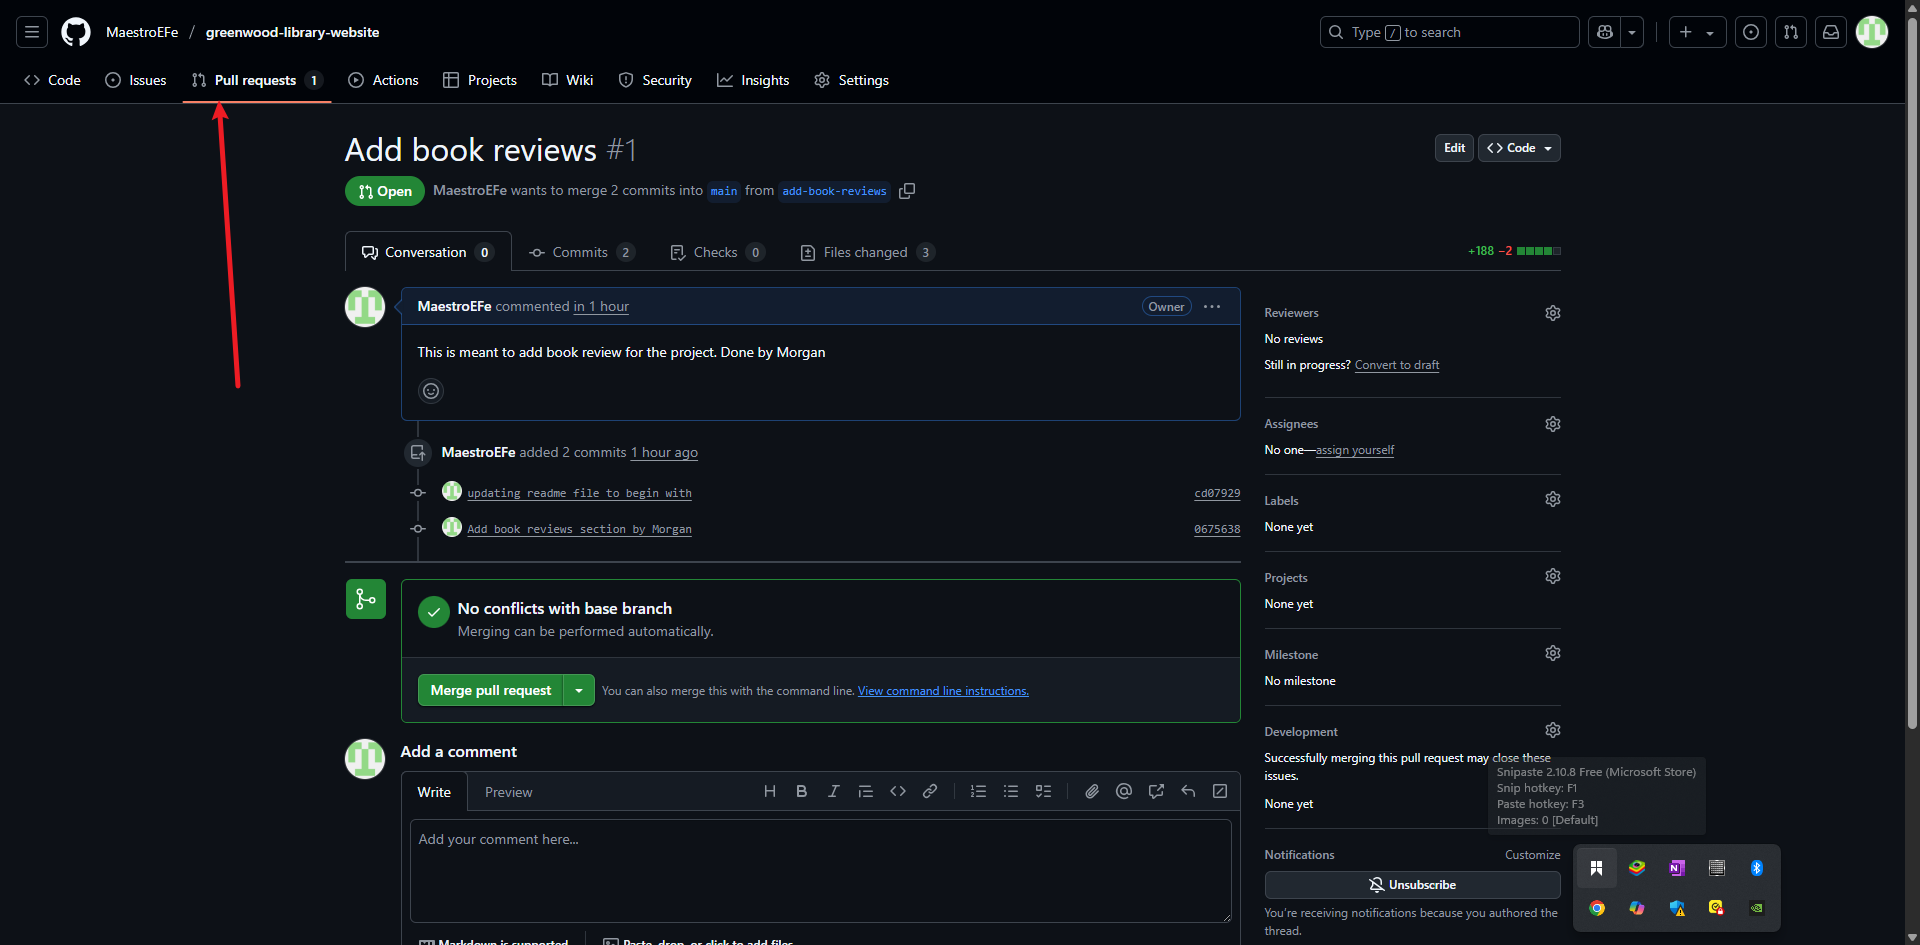 MaestroEFe / greenwood-library-website
Type / to search
Code
Issues
Pull requests 1
Actions
Projects
Wiki
Security
Insights
Settings
Add book reviews #1
Edit
Code
Open
MaestroEFe wants to merge 2 commits into main from add-book-reviews
Conversation 0
Commits 2
Checks 0
Files changed 3
+188 −2
MaestroEFe commented in 1 hour
Owner
This is meant to add book review for the project. Done by Morgan
MaestroEFe added 2 commits 1 hour ago
updating readme file to begin with
cd07929
Add book reviews section by Morgan
0675638
No conflicts with base branch
Merging can be performed automatically.
Merge pull request
You can also merge this with the command line. View command line instructions.
Add a comment
Write
Preview
Add your comment here...
Markdown is supported
Paste, drop, or click to add files
Reviewers
No reviews
Still in progress? Convert to draft
Assignees
No one—assign yourself
Labels
None yet
Projects
None yet
Milestone
No milestone
Development
Successfully merging this pull request may close these
issues.
None yet
Snipaste 2.10.8 Free (Microsoft Store)
Snip hotkey: F1
Paste hotkey: F3
Images: 0 [Default]
Notifications
Customize
Unsubscribe
You're receiving notifications because you authored the
thread.